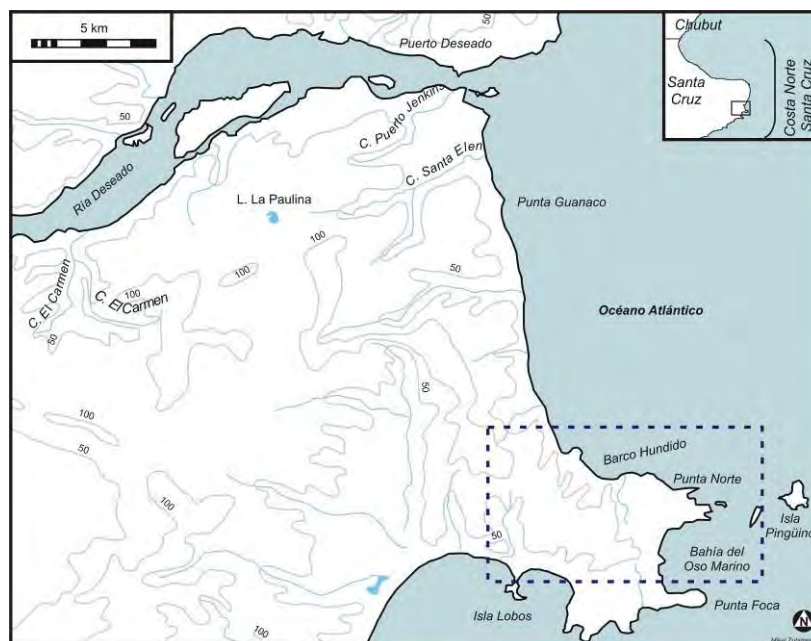 5 km
Puerto Deseado
Chubut
Santa
Cruz
Costa Norte
Santa Cruz
50
50
C. Puerto Jenkins
C. Santa Elen
Ría Deseado
L. La Paulina
Punta Guanaco
100
100
50
C. El Carmen
C. El Carmen
100
50
Océano Atlántico
50
100
50
100
Barco Hundido
Punta Norte
Isla
Pingüino
50
Bahía del
Oso Marino
Isla Lobos
Punta Foca
N